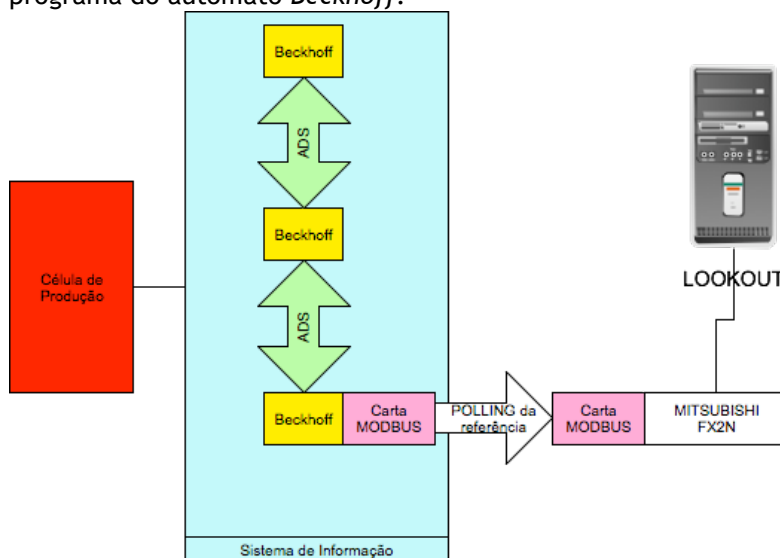 programa do autómato Beckhoff.
Beckhoff
ADS
Beckhoff
ADS
Célula de
Produção
Beckhoff
Carta
MODBUS
POLLING da
referência
Carta
MODBUS
MITSUBISHI
FX2N
LOOKOUT
Sistema de Informação